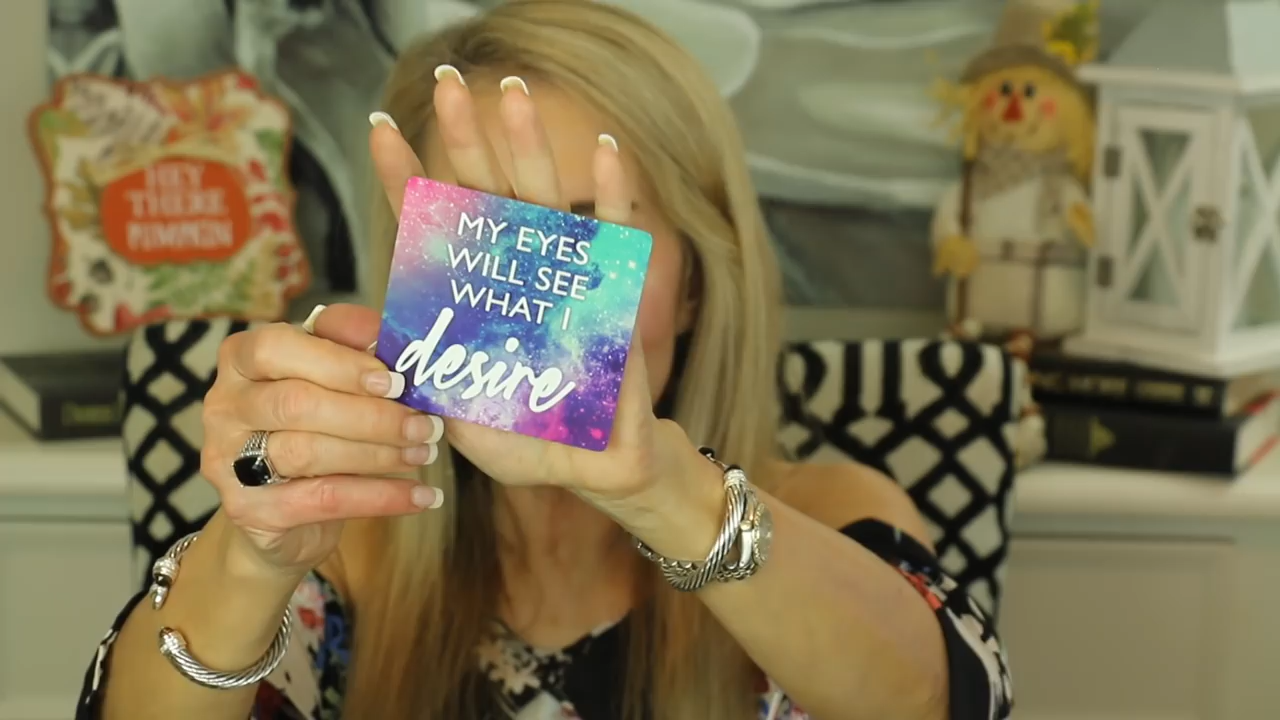 HEY
THERE
PUMPKIN
MY EYES
WILL SEE
WHAT I
desire